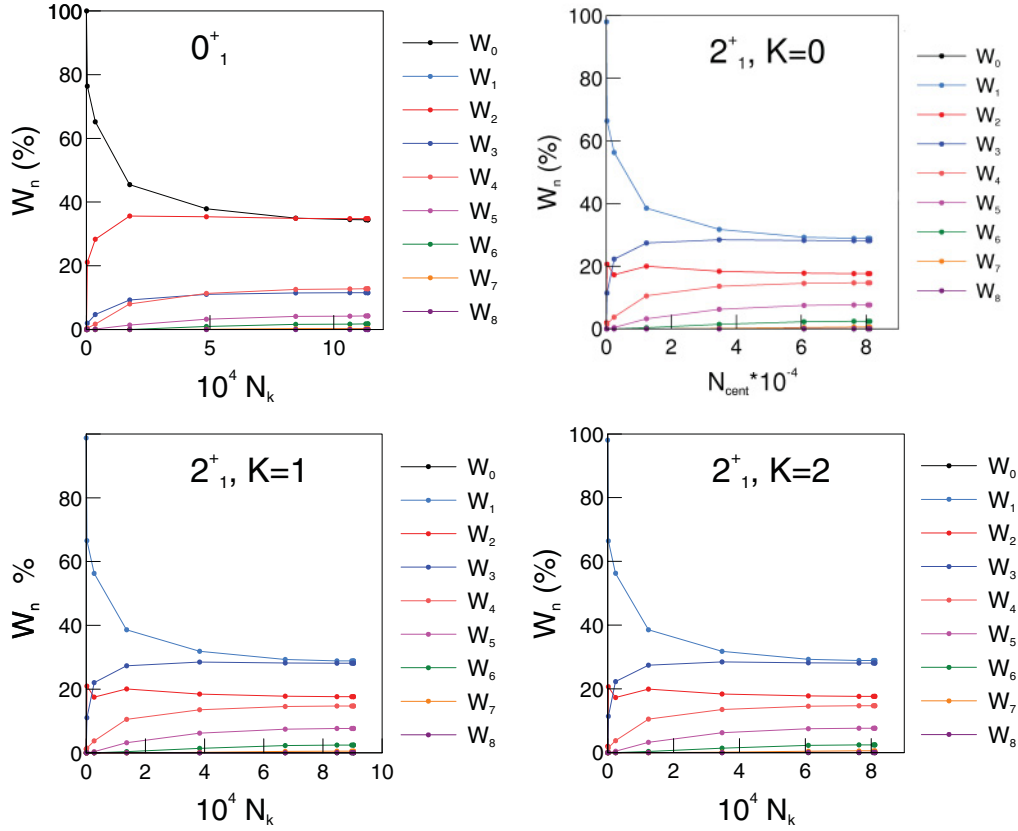 0⁺₁
Wₙ (%)
100
80
60
40
20
0
0 5 10
10⁴ Nₖ
W₀
W₁
W₂
W₃
W₄
W₅
W₆
W₇
W₈
2⁺₁, K=0
Wₙ (%)
100
80
60
40
20
0
0 2 4 6 8
N_cent*10⁻⁴
W₀
W₁
W₂
W₃
W₄
W₅
W₆
W₇
W₈
2⁺₁, K=1
Wₙ %
80
60
40
20
0
0 2 4 6 8 10
10⁴ Nₖ
W₀
W₁
W₂
W₃
W₄
W₅
W₆
W₇
W₈
2⁺₁, K=2
Wₙ (%)
100
80
60
40
20
0
0 2 4 6 8
10⁴ Nₖ
W₀
W₁
W₂
W₃
W₄
W₅
W₆
W₇
W₈